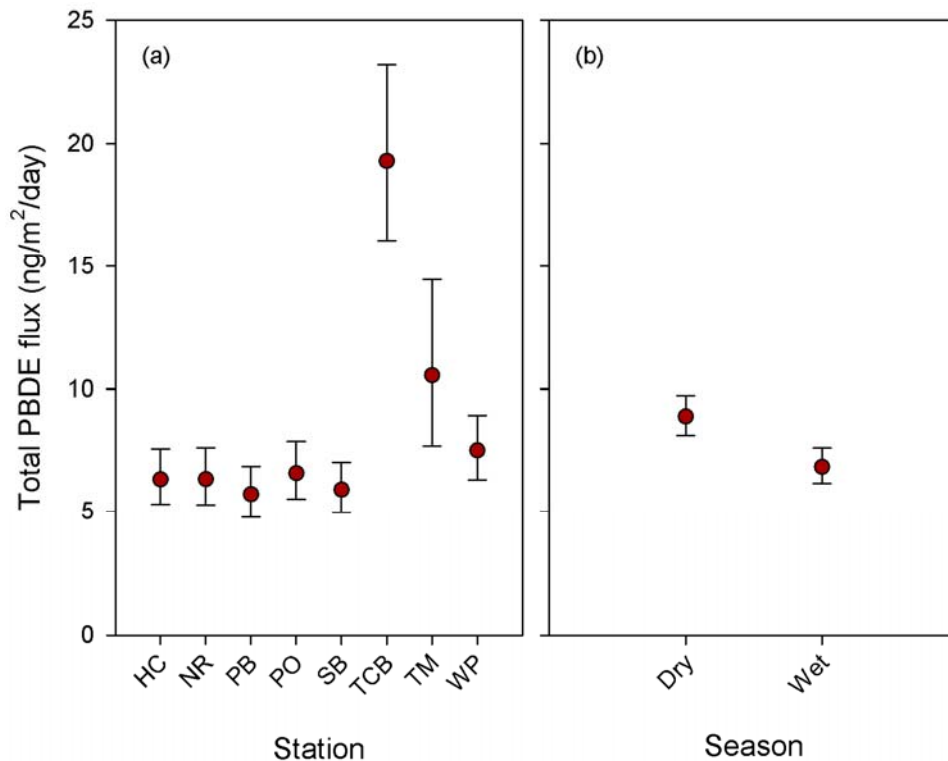 Total PBDE flux (ng/m²/day)
25
20
15
10
5
0
(a)
HC
NR
PB
PO
SB
TCB
TM
WP
Station
(b)
Dry
Wet
Season